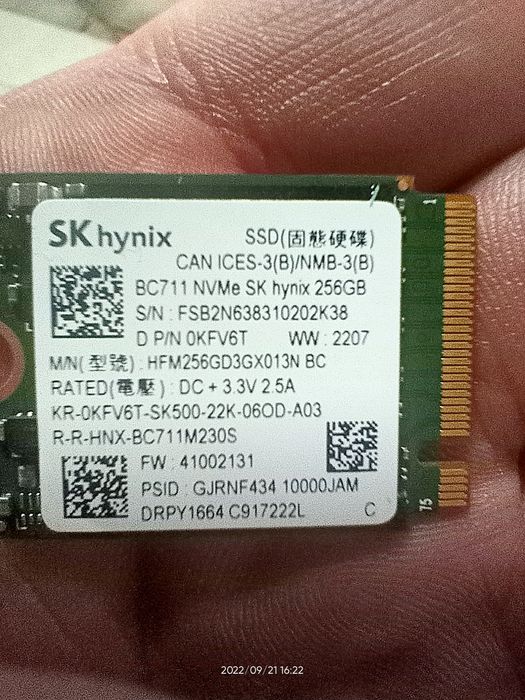 SK hynix
SSD(固態硬碟)
CAN ICES-3(B)/NMB-3(B)
BC711 NVMe SK hynix 256GB
S/N : FSB2N638310202K38
D P/N 0KFV6T WW : 2207
M/N( 型號) : HFM256GD3GX013N BC
RATED(電壓) : DC + 3.3V 2.5A
KR-0KFV6T-SK500-22K-06OD-A03
R-R-HNX-BC711M230S
FW : 41002131
PSID : GJRNF434 10000JAM
DRPY1664 C917222L C
1
75
2022/09/21 16:22